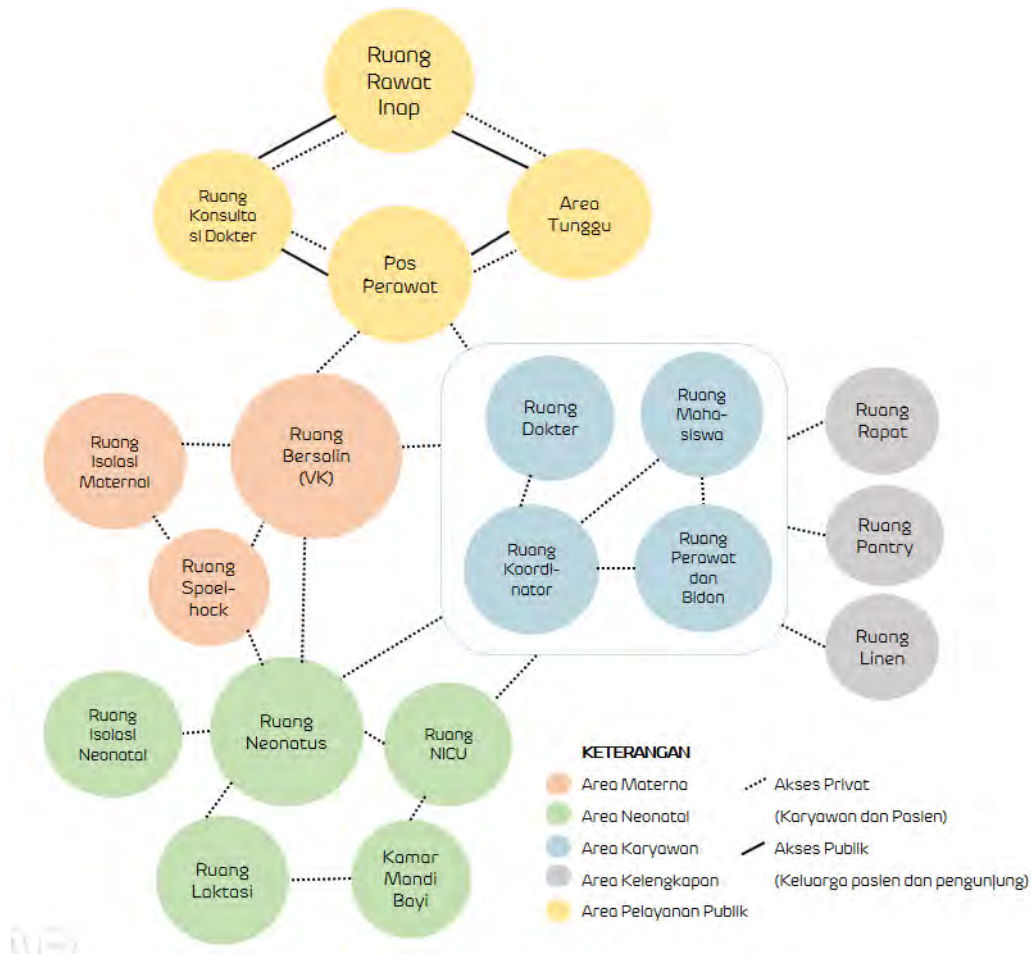 Ruang
Rawat
Inap
Ruang
Konsulta
si Dokter
Area
Tunggu
Pos
Perawat
Ruang
Isolasi
Maternal
Ruang
Bersalin
(VK)
Ruang
Spoel-
hock
Ruang
Dokter
Ruang
Maha-
siswa
Ruang
Koordi-
nator
Ruang
Perawat
dan
Bidan
Ruang
Rapat
Ruang
Pantry
Ruang
Linen
Ruang
Isolasi
Neonatal
Ruang
Neonatus
Ruang
NICU
Ruang
Laktasi
Kamar
Mandi
Bayi
KETERANGAN
Area Materna
Area Neonatal
Area Karyawan
Area Kelengkapan
Area Pelayanan Publik
Akses Privat
(Karyawan dan Pasien)
Akses Publik
(Keluarga pasien dan pengunjung)